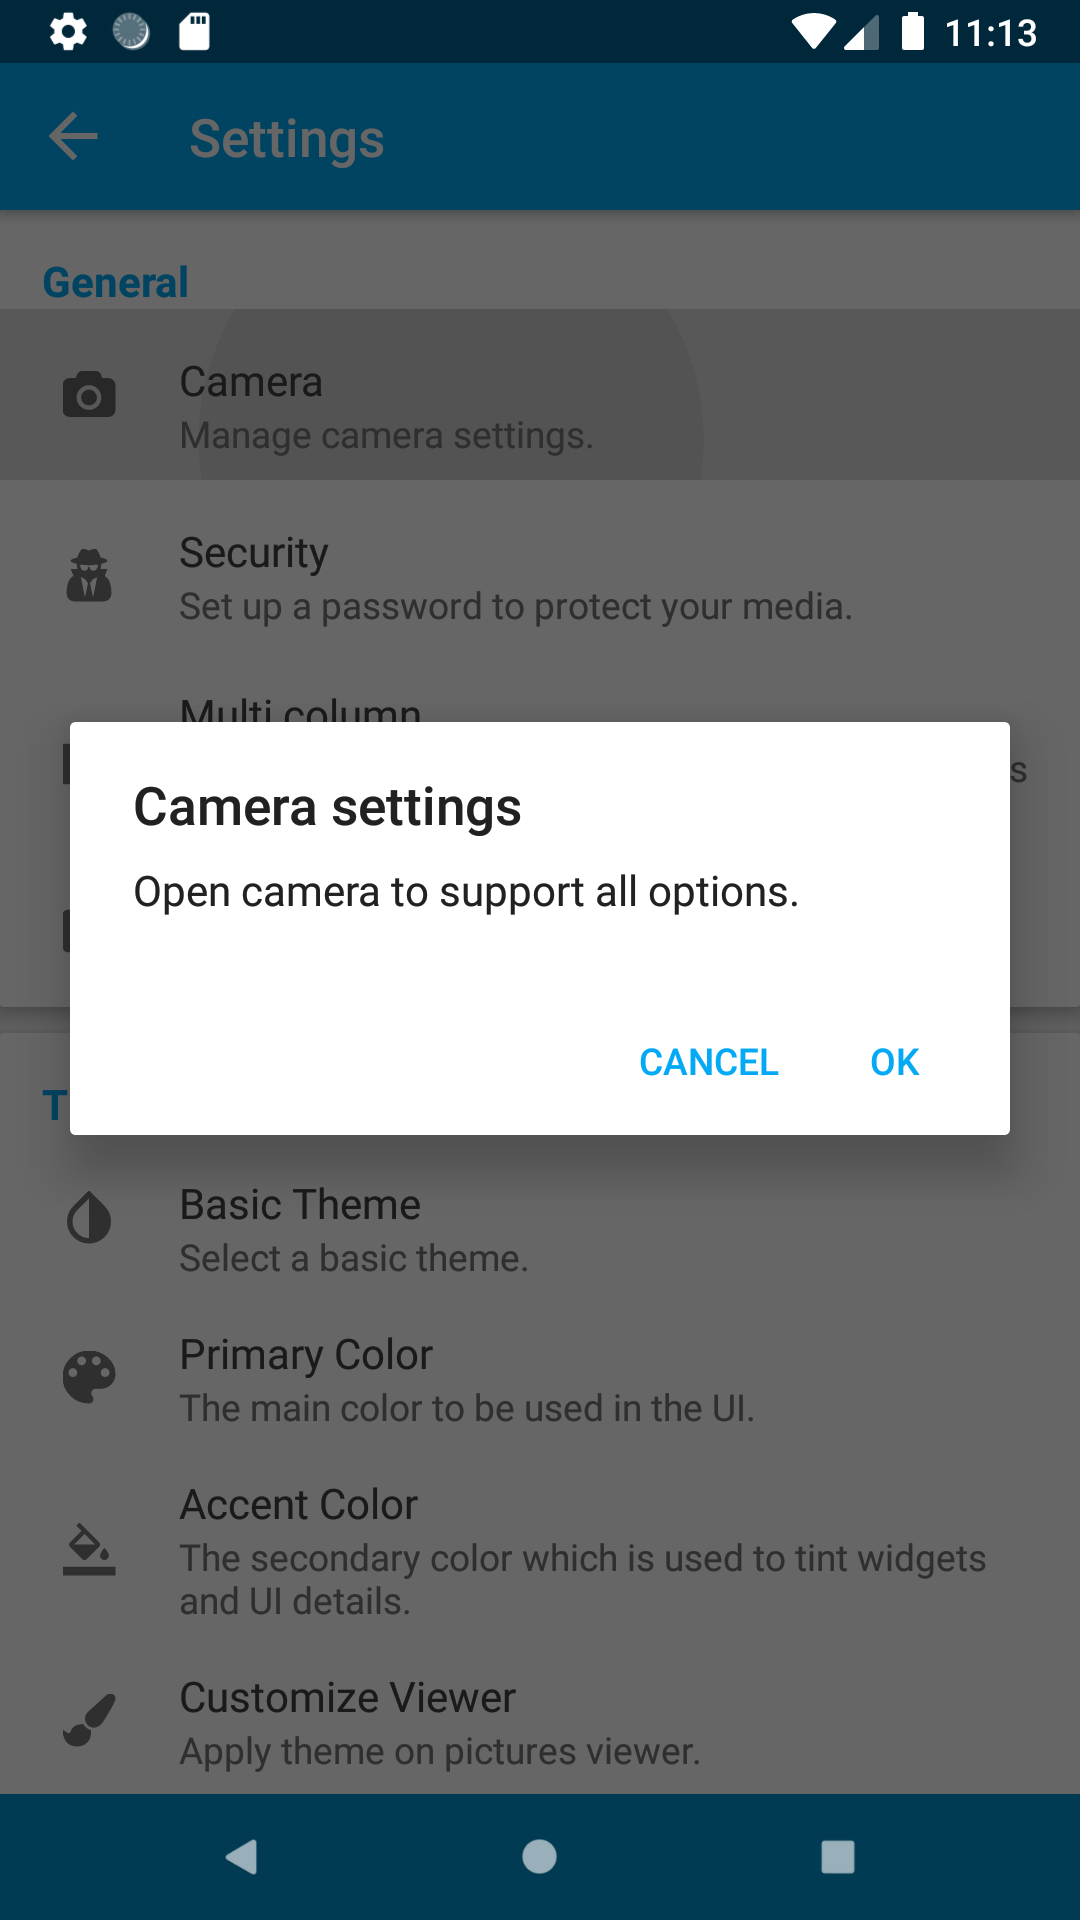 11:13
Settings
General
Camera
Manage camera settings.
Security
Set up a password to protect your media.
Multi column
s
Camera settings
Open camera to support all options.
CANCEL OK
T
Basic Theme
Select a basic theme.
Primary Color
The main color to be used in the UI.
Accent Color
The secondary color which is used to tint widgets
and UI details.
Customize Viewer
Apply theme on pictures viewer.